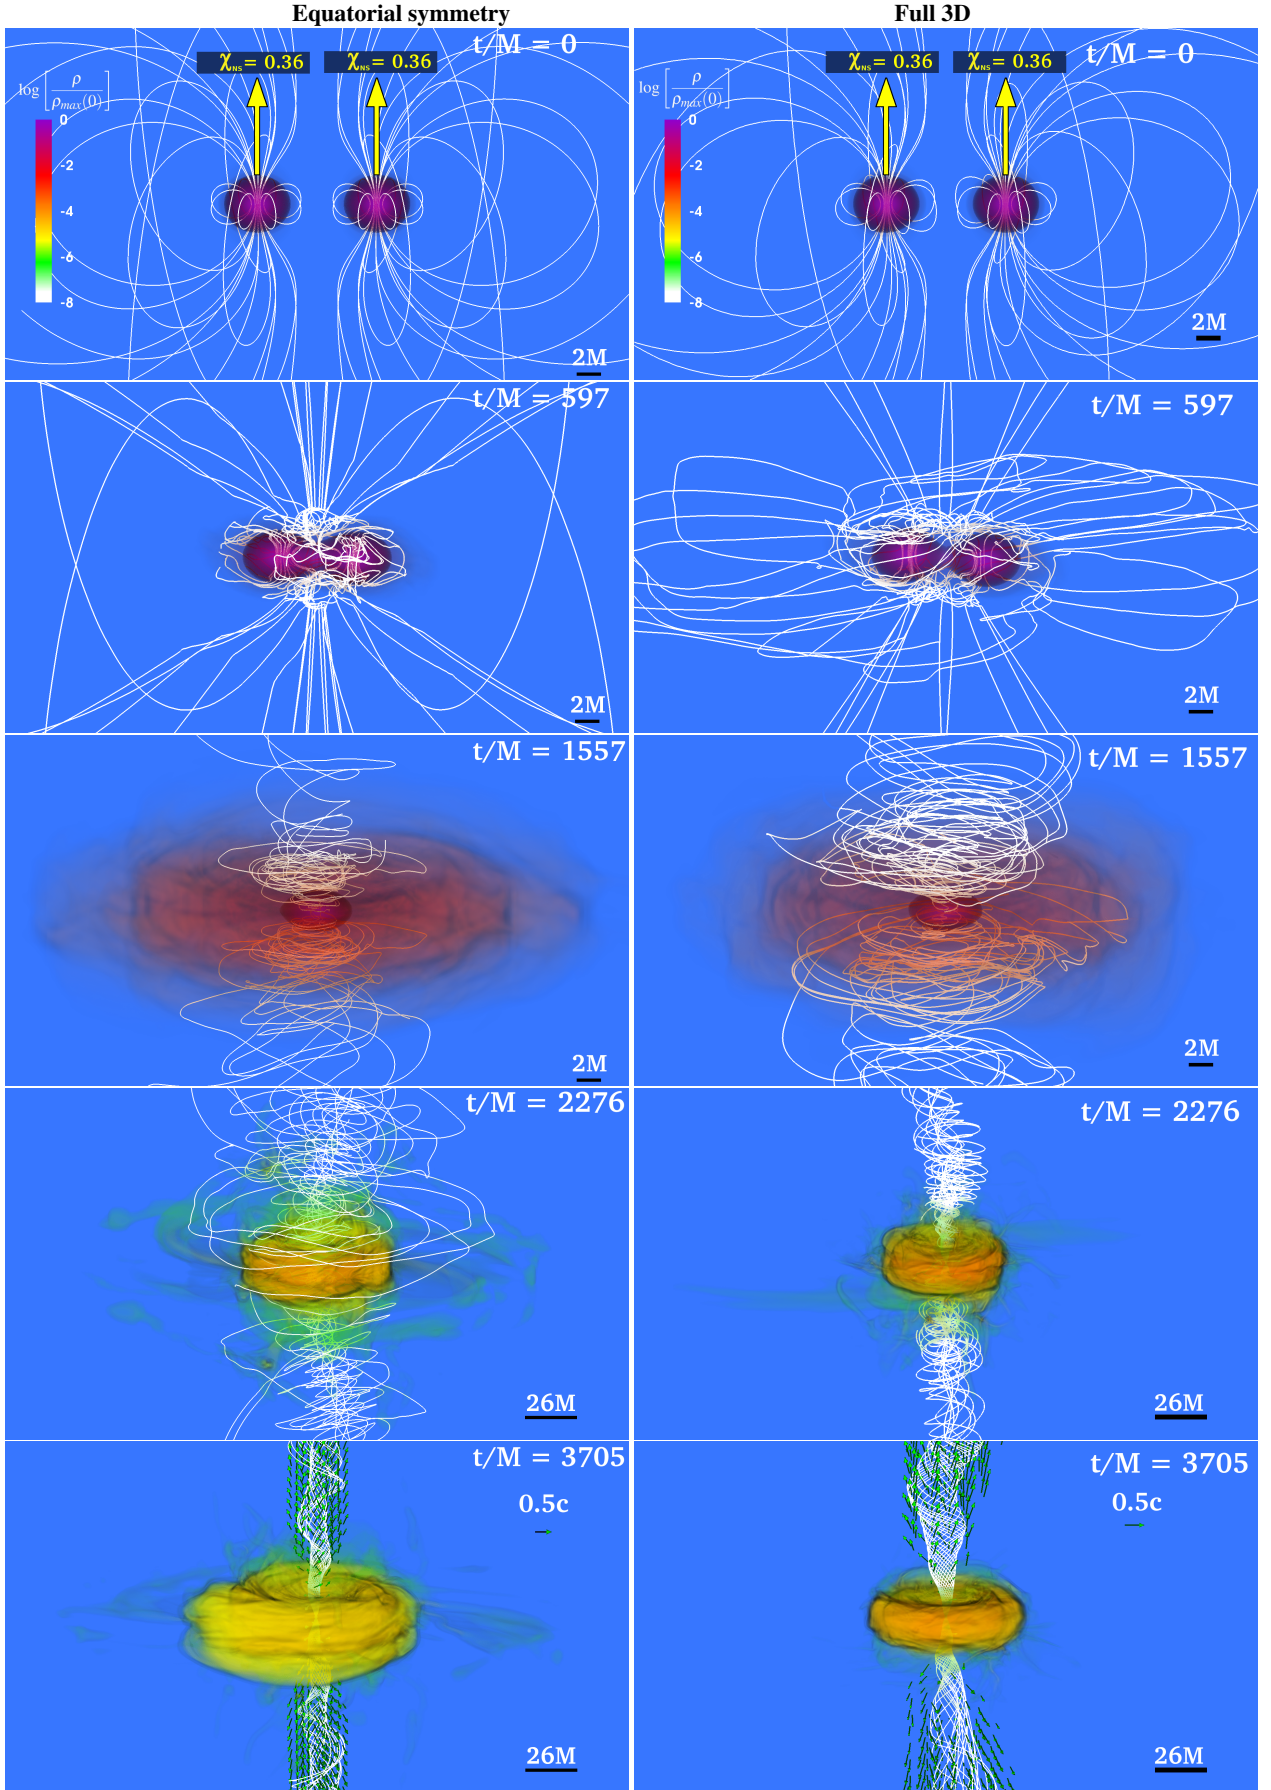 Equatorial symmetry
Full 3D
χNS = 0.36
χNS = 0.36
t/M = 0
log [ρ / ρmax(0)]
0
-2
-4
-6
-8
2M
χNS = 0.36
χNS = 0.36
t/M = 0
log [ρ / ρmax(0)]
0
-2
-4
-6
-8
2M
t/M = 597
2M
t/M = 597
2M
t/M = 1557
2M
t/M = 1557
2M
t/M = 2276
26M
t/M = 2276
26M
t/M = 3705
0.5c
26M
t/M = 3705
0.5c
26M